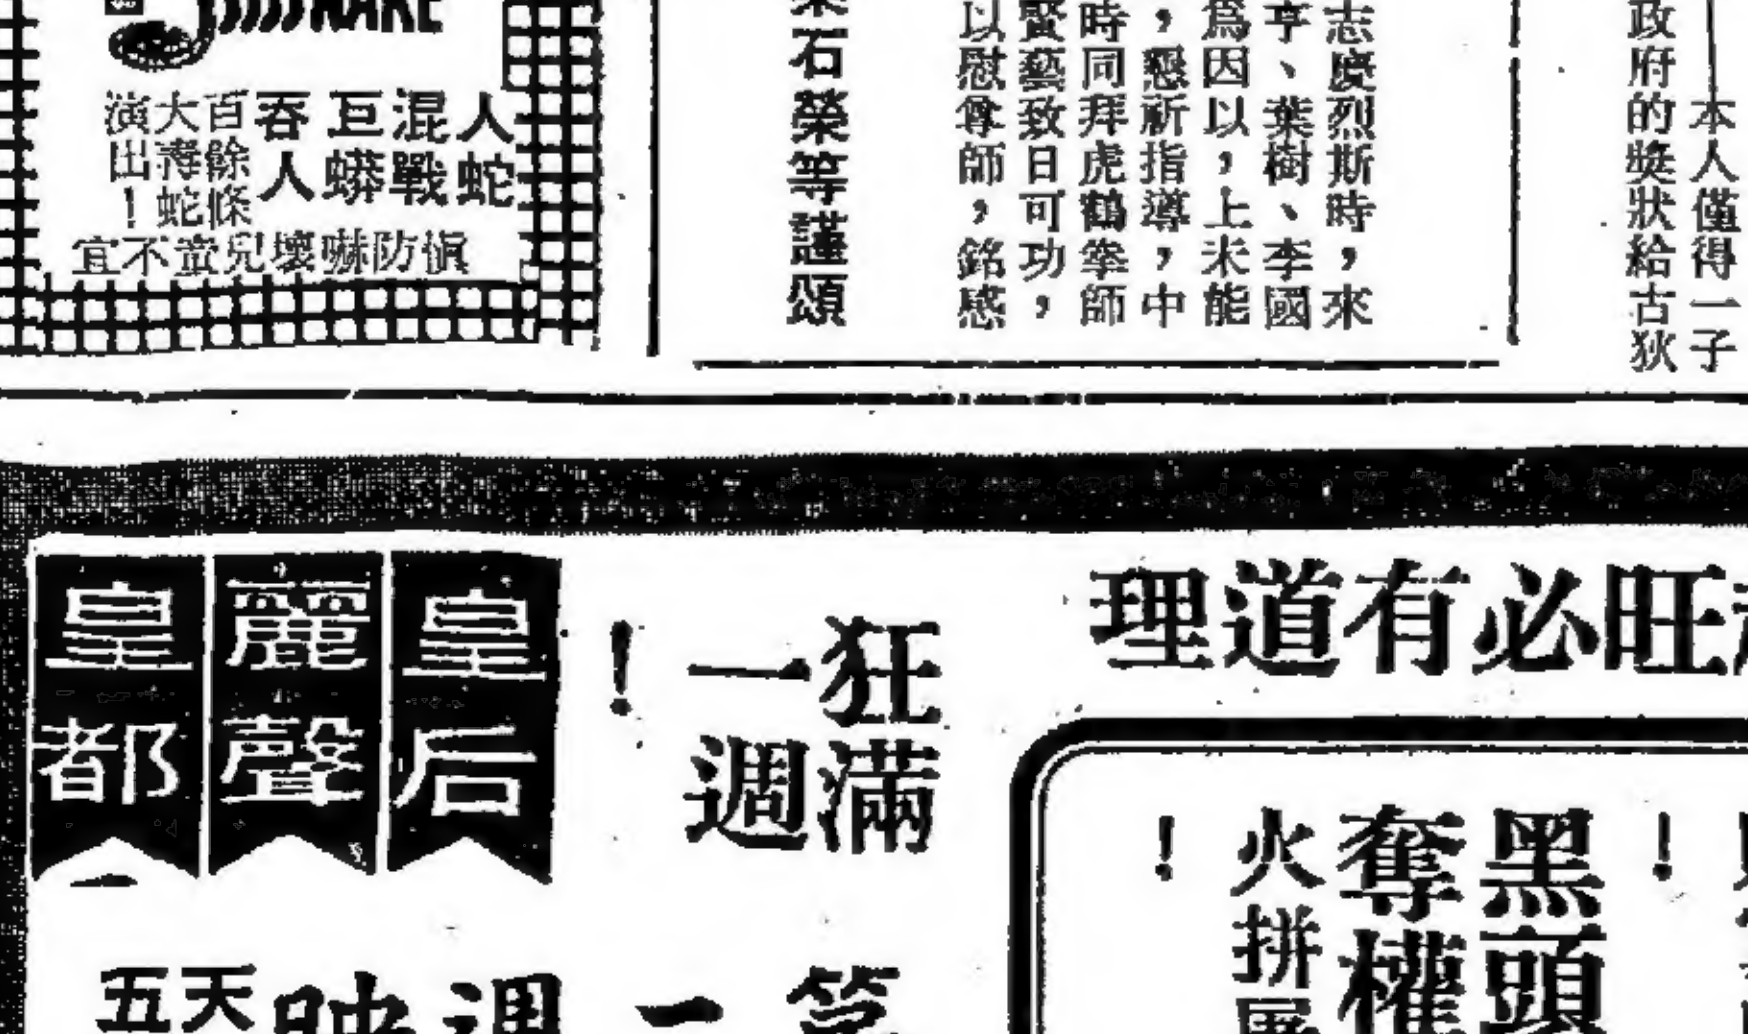 SNAKE
人蛇
混戰
巨蟒
吞人
百餘條
大毒蛇
演出！
慎防嚇壞兒童不宜
志慶烈斯時，來
亨、葉樹、李國
爲因以，上未能
，懇祈指導，中
時同拜虎鶴拳師
賢藝致日可功，
以慰尊師，銘感
石榮等謹頌
本人僅得一子
政府的獎狀給古狄
旺必有道理
狂滿
一週！
皇后
麗聲
皇都
黑頭
奪權
火拼
！
第一週映
天五